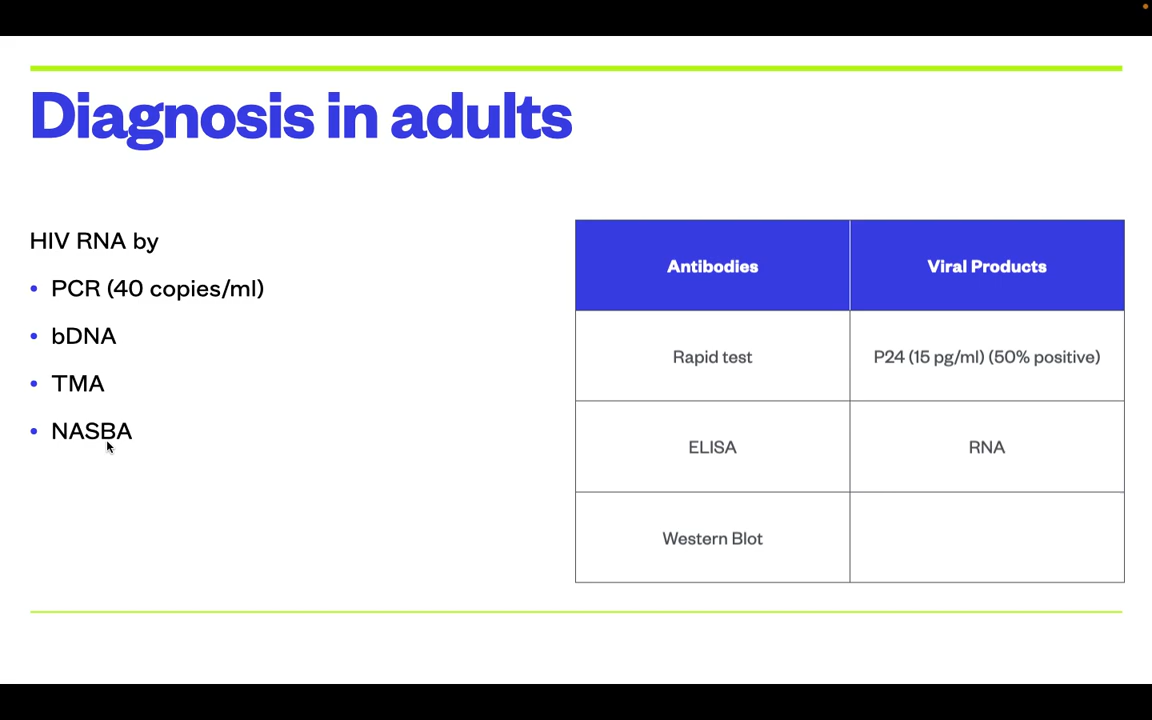 Diagnosis in adults
HIV RNA by
• PCR (40 copies/ml)
• bDNA
• TMA
• NASBA
Antibodies Viral Products
Rapid test P24 (15 pg/ml) (50% positive)
ELISA RNA
Western Blot